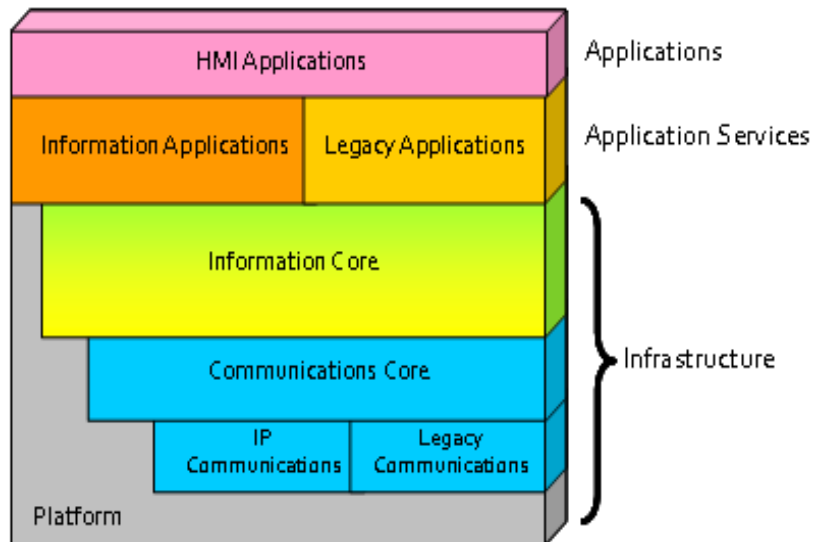 HMI Applications
Applications
Information Applications
Legacy Applications
Application Services
Information Core
Communications Core
Infrastructure
IP
Communications
Legacy
Communications
Platform